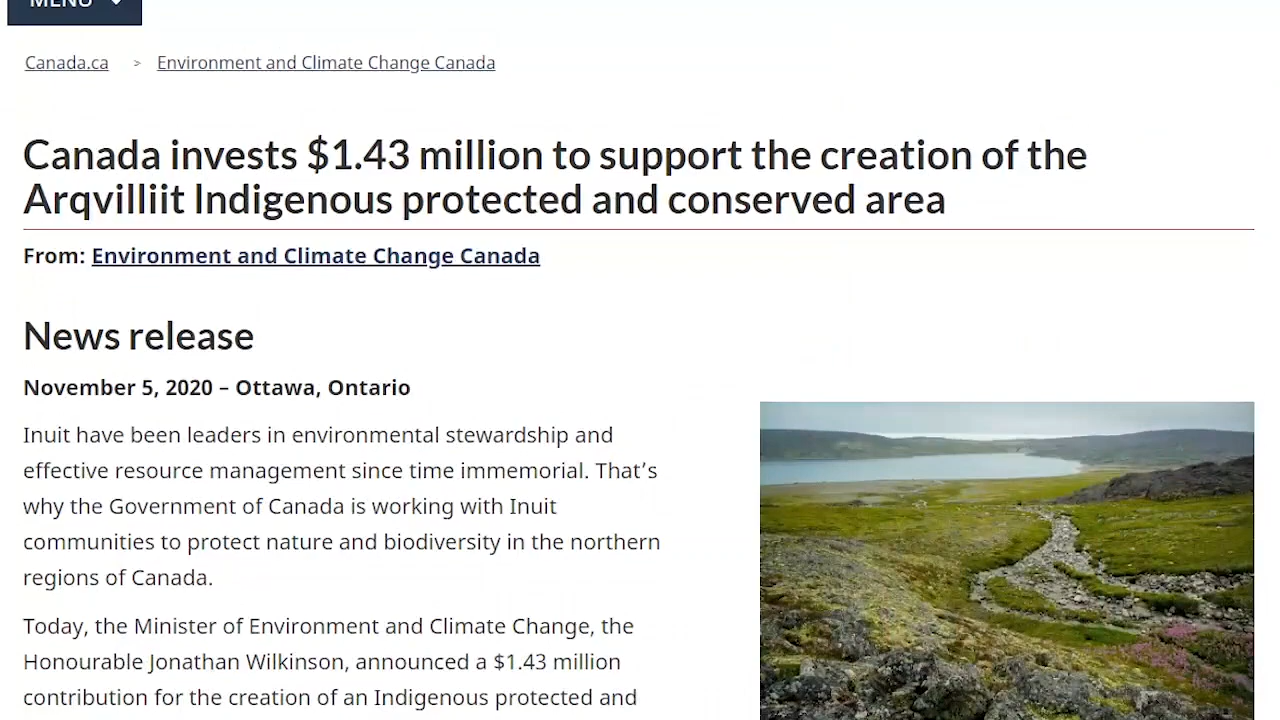 MENU
Canada.ca > Environment and Climate Change Canada
Canada invests $1.43 million to support the creation of the
Arqvilliit Indigenous protected and conserved area
From: Environment and Climate Change Canada
News release
November 5, 2020 – Ottawa, Ontario
Inuit have been leaders in environmental stewardship and
effective resource management since time immemorial. That’s
why the Government of Canada is working with Inuit
communities to protect nature and biodiversity in the northern
regions of Canada.
Today, the Minister of Environment and Climate Change, the
Honourable Jonathan Wilkinson, announced a $1.43 million
contribution for the creation of an Indigenous protected and